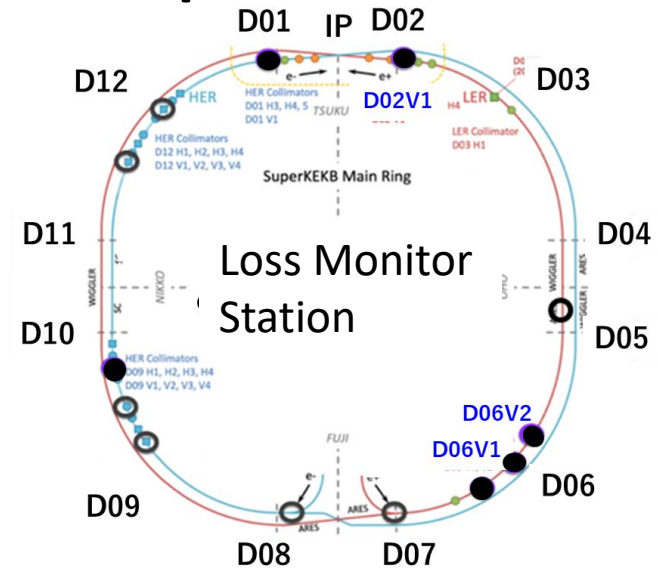 D01
IP
D02
D12
D03
HER
e-
e+
HER Collimators
D01 H3, H4, 5
D01 V1
TSUKU
D02V1
H4
LER
LER Collimator
D03 H1
HER Collimators
D12 H1, H2, H3, H4
D12 V1, V2, V3, V4
SuperKEKB Main Ring
D11
D04
Loss Monitor
Station
WIGGLER
NIKKO
SC
WIGGLER
ARES
WIGGLER
D10
D05
HER Collimators
D09 H1, H2, H3, H4
D09 V1, V2, V3, V4
D06V2
D06V1
FUJI
D06
D09
e-
ARES
ARES
D08
D07